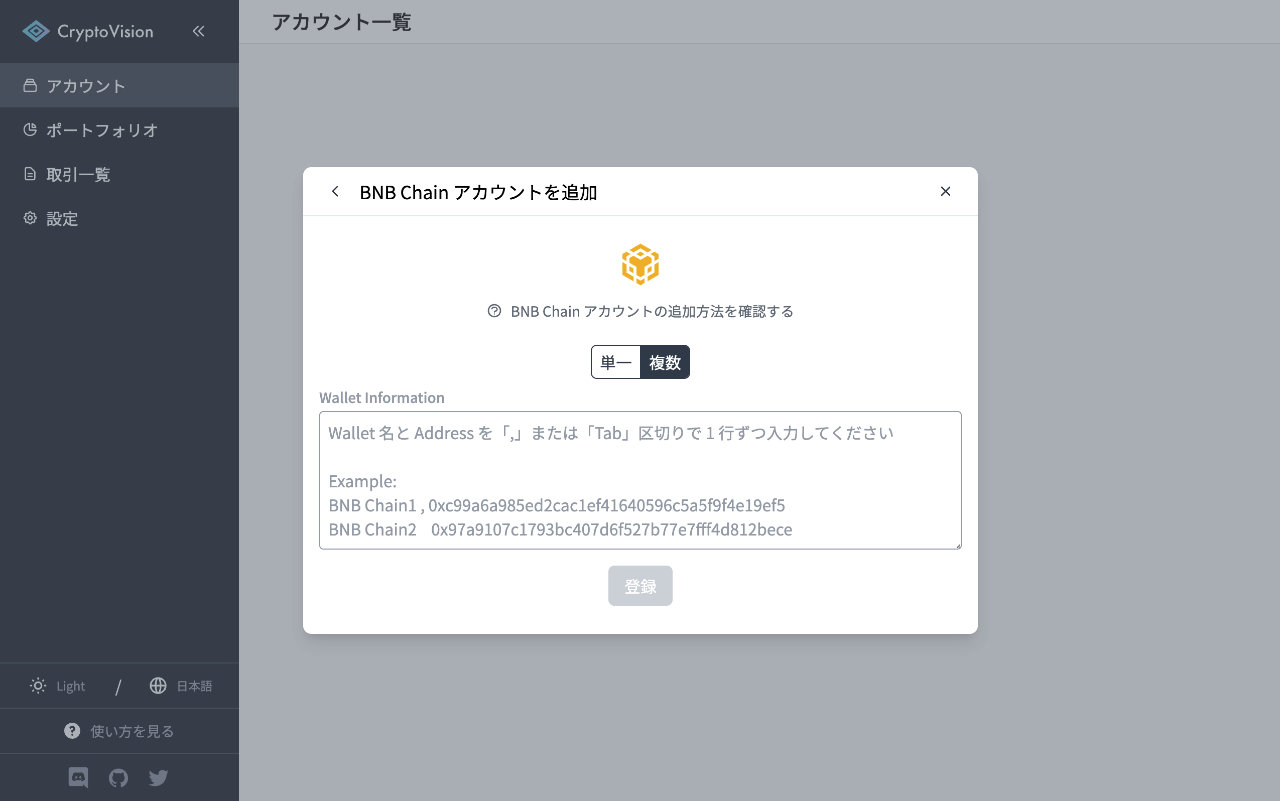 CryptoVision
アカウント
ポートフォリオ
取引一覧
設定
Light / 日本語
使い方を見る
アカウント一覧
BNB Chain アカウントを追加
BNB Chain アカウントの追加方法を確認する
単一 複数
Wallet Information
Wallet 名と Address を「,」または「Tab」区切りで 1 行ずつ入力してください
Example:
BNB Chain1 , 0xc99a6a985ed2cac1ef41640596c5a5f9f4e19ef5
BNB Chain2 0x97a9107c1793bc407d6f527b77e7fff4d812bece
登録